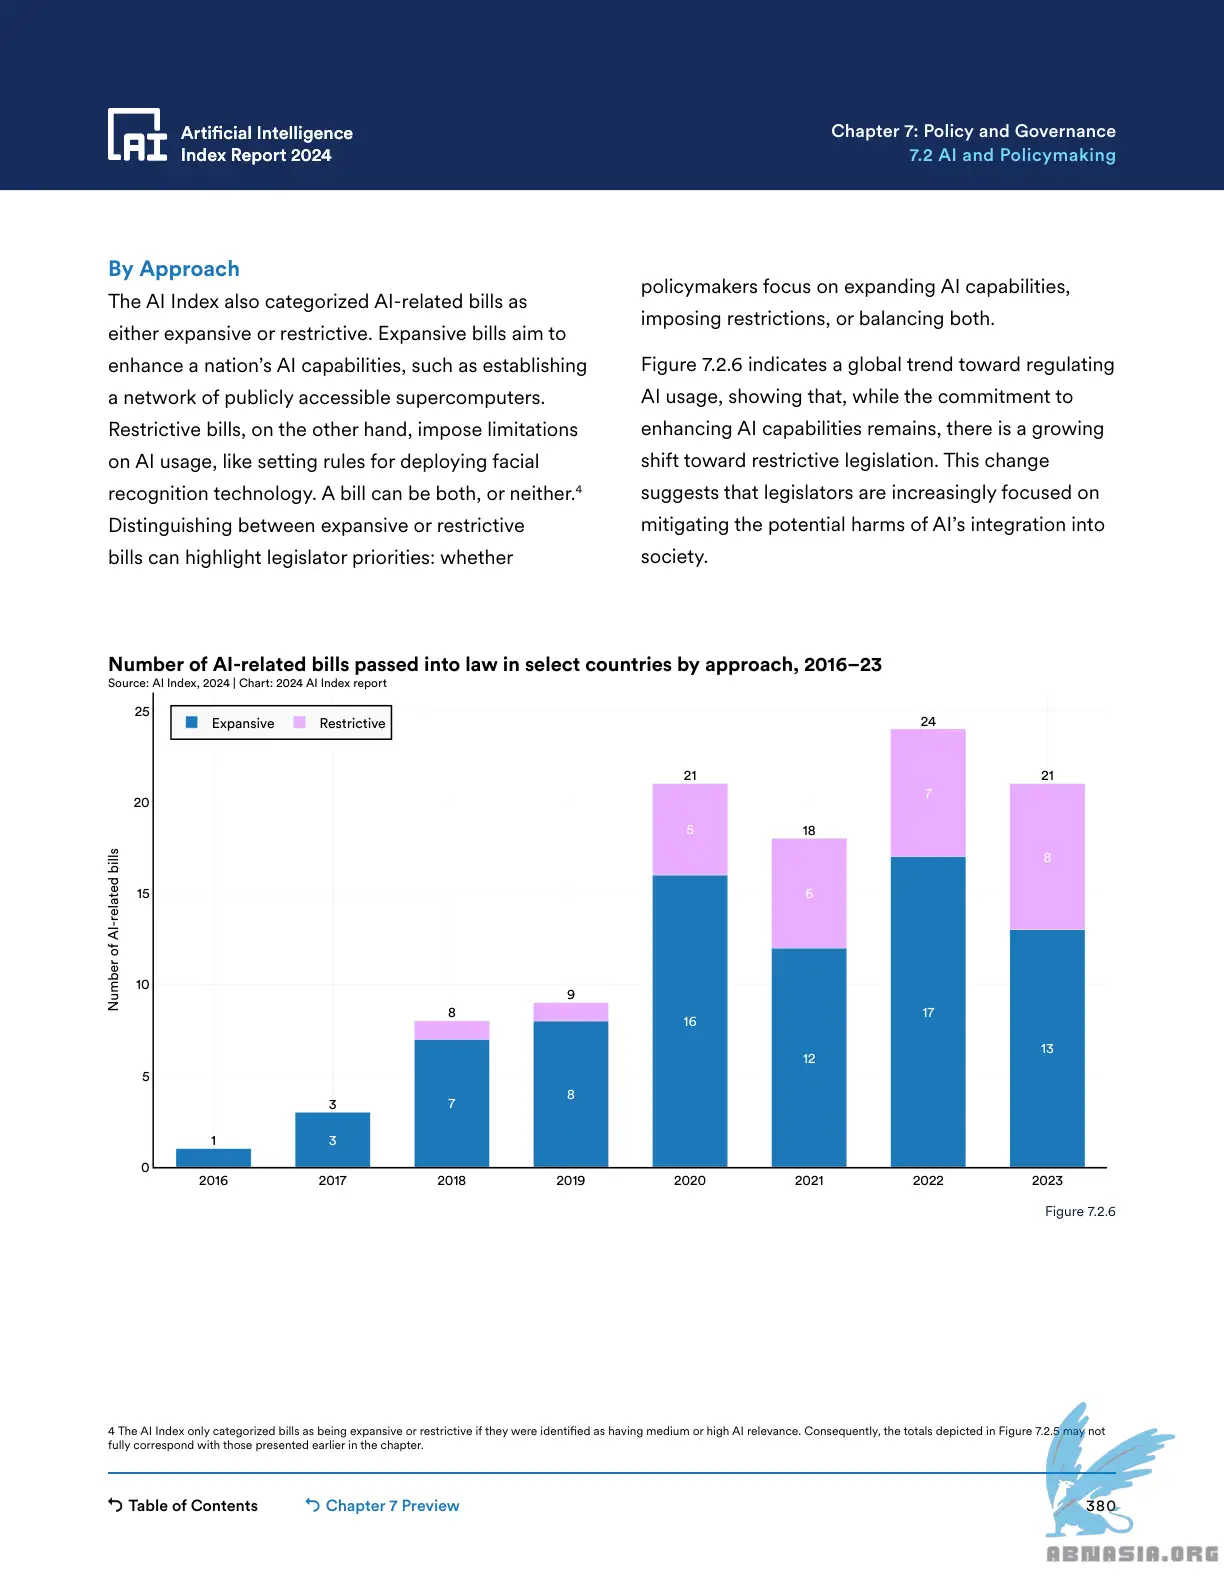 Artificial Intelligence
Index Report 2024
Chapter 7: Policy and Governance
7.2 AI and Policymaking
By Approach
The AI Index also categorized AI-related bills as
either expansive or restrictive. Expansive bills aim to
enhance a nation's AI capabilities, such as establishing
a network of publicly accessible supercomputers.
Restrictive bills, on the other hand, impose limitations
on AI usage, like setting rules for deploying facial
recognition technology. A bill can be both, or neither.4
Distinguishing between expansive or restrictive
bills can highlight legislator priorities: whether
policymakers focus on expanding AI capabilities,
imposing restrictions, or balancing both.
Figure 7.2.6 indicates a global trend toward regulating
AI usage, showing that, while the commitment to
enhancing AI capabilities remains, there is a growing
shift toward restrictive legislation. This change
suggests that legislators are increasingly focused on
mitigating the potential harms of AI's integration into
society.
Number of AI-related bills passed into law in select countries by approach, 2016–23
Source: AI Index, 2024 | Chart: 2024 AI Index report
Expansive Restrictive
Number of AI-related bills
25
20
15
10
5
0
1
3
3
8
7
9
8
21
5
16
18
6
12
24
7
17
21
8
13
2016 2017 2018 2019 2020 2021 2022 2023
Figure 7.2.6
4 The AI Index only categorized bills as being expansive or restrictive if they were identified as having medium or high AI relevance. Consequently, the totals depicted in Figure 7.2.5 may not
fully correspond with those presented earlier in the chapter.
Table of Contents
Chapter 7 Preview
380
ABNASIA.ORG